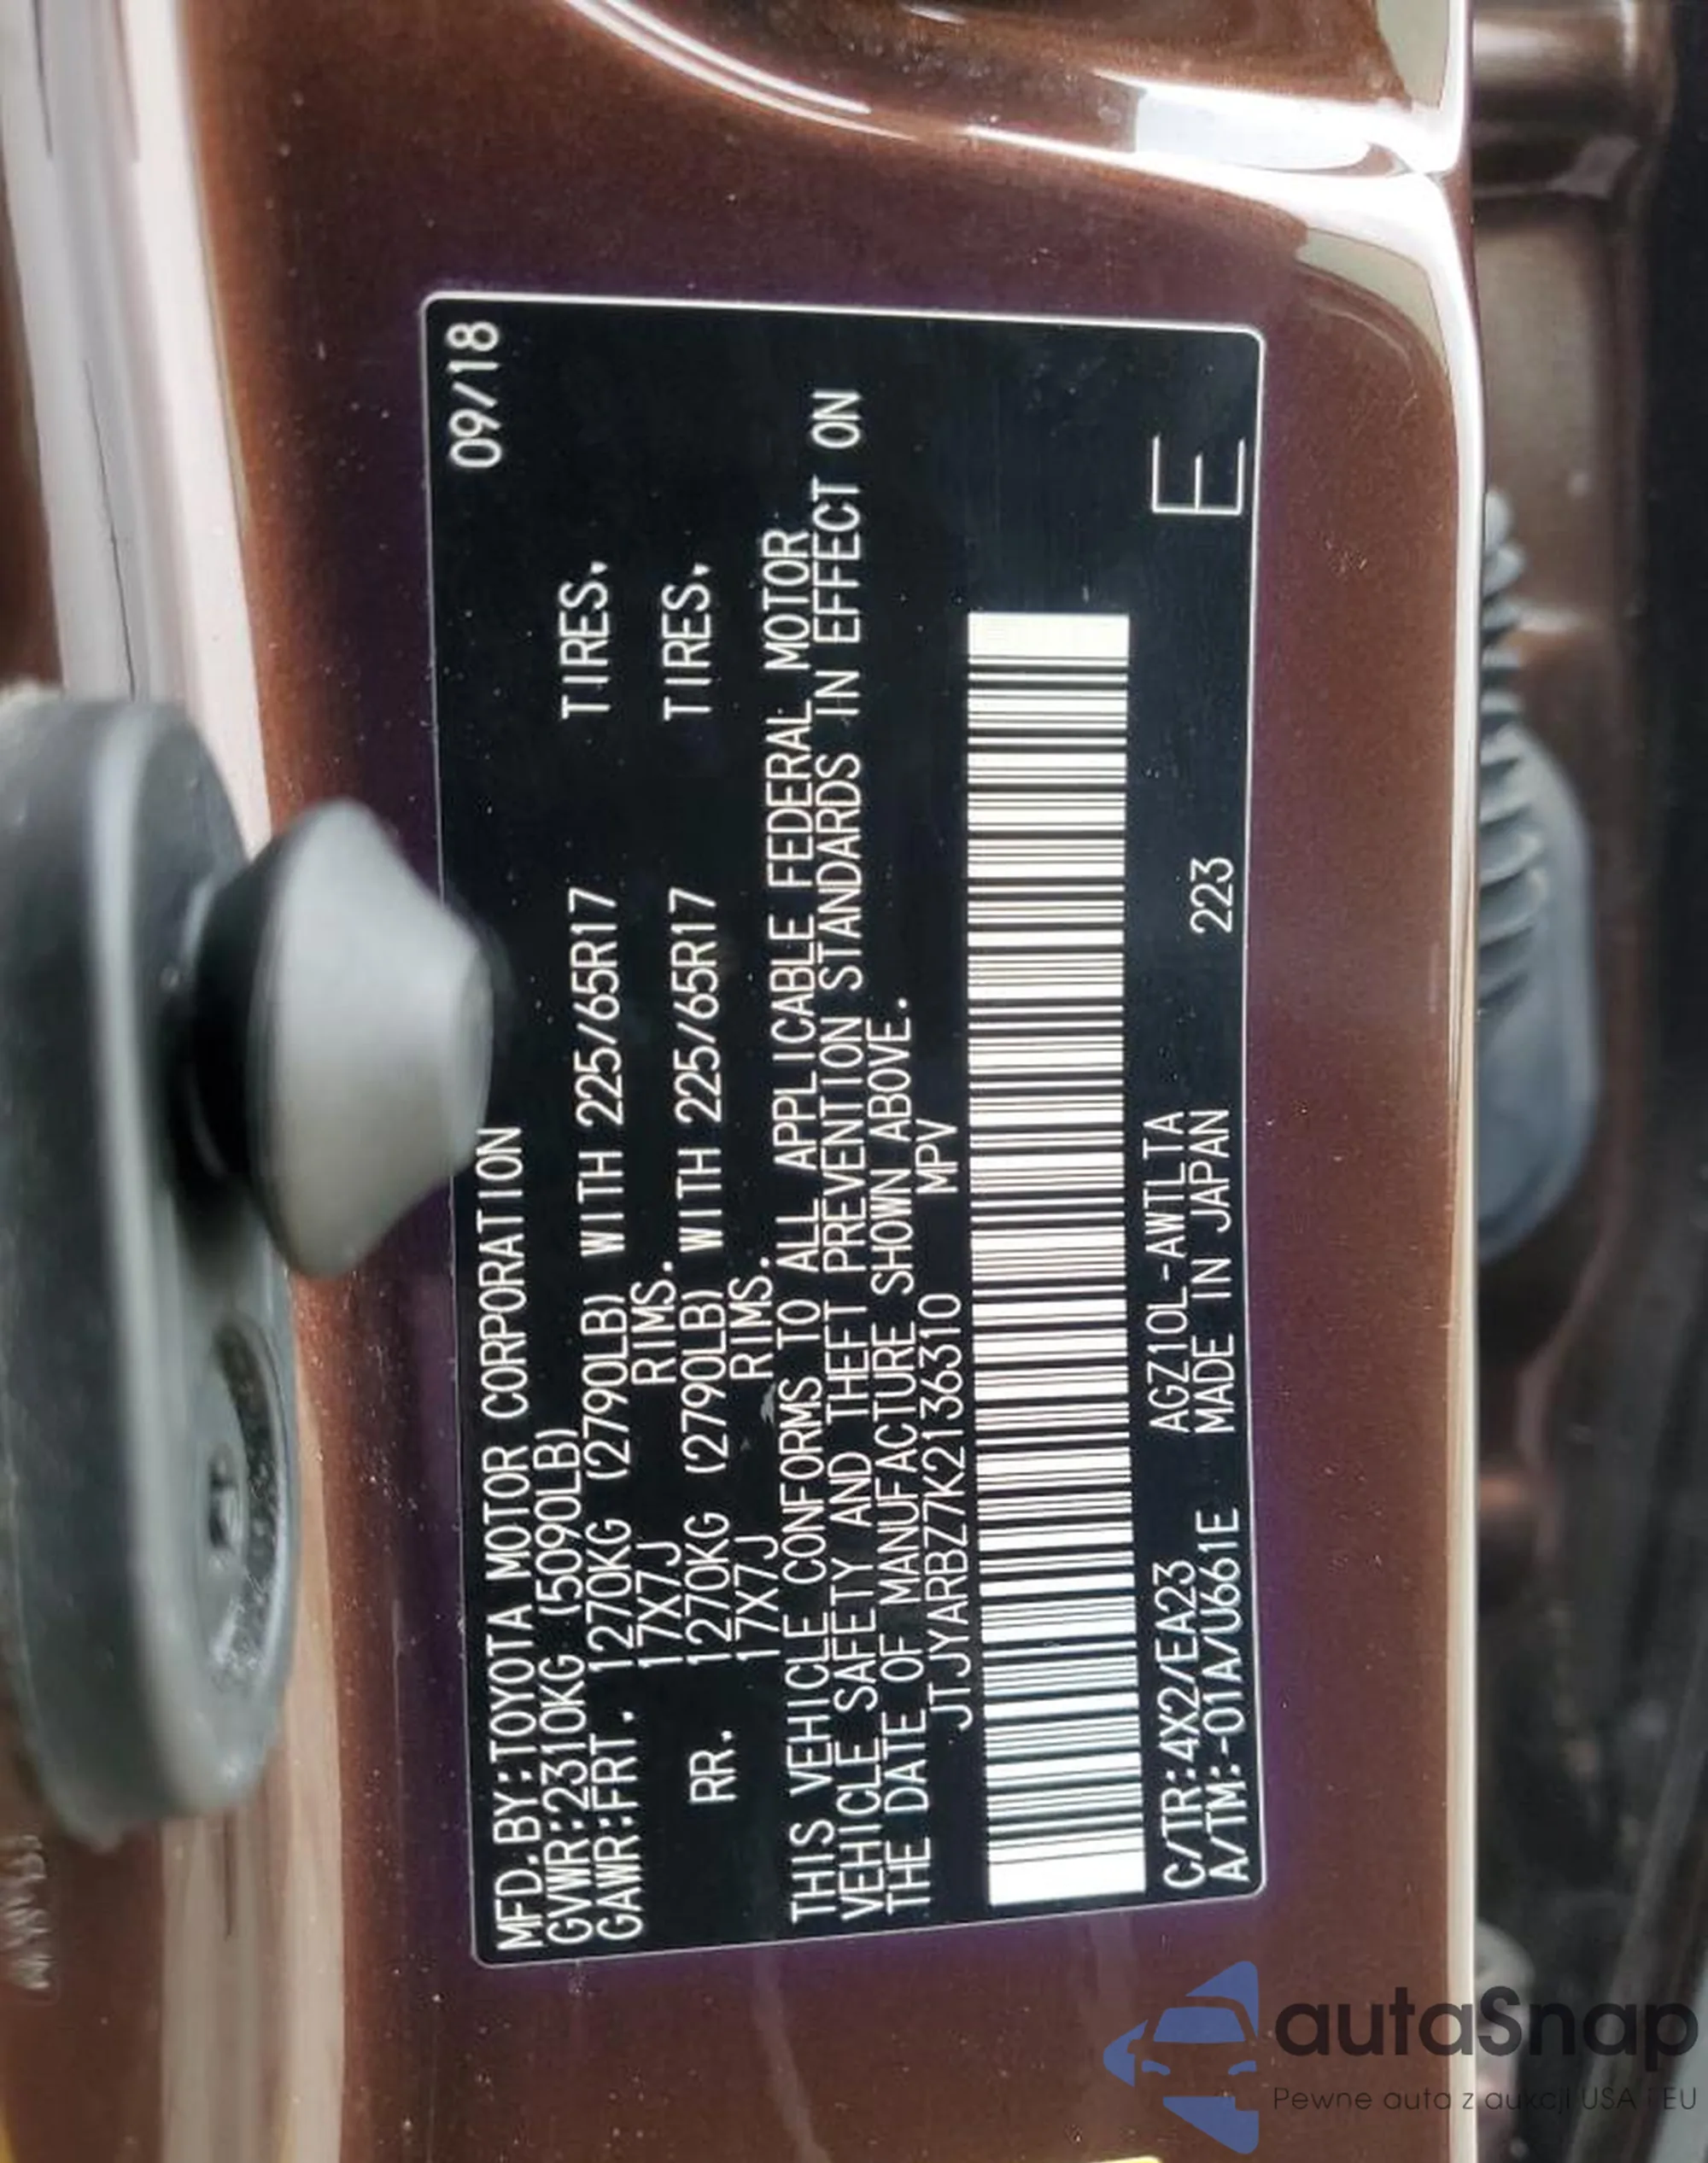 MFD.BY:TOYOTA MOTOR CORPORATION 09/18
GVWR:2310KG (5090LB)
GAWR:FRT. 1270KG (2790LB) WITH 225/65R17 TIRES.
17X7J RIMS.
RR. 1270KG (2790LB) WITH 225/65R17 TIRES.
17X7J RIMS.
THIS VEHICLE CONFORMS TO ALL APPLICABLE FEDERAL MOTOR
VEHICLE SAFETY AND THEFT PREVENTION STANDARDS IN EFFECT ON
THE DATE OF MANUFACTURE SHOWN ABOVE.
JTJYARBZ7K2136310 MPV
C/TR:4X2/EA23 AGZ10L-AWTLTA
A/TM:-01A/U661E MADE IN JAPAN 223
E
autaSnap
Pewne auta z aukcji USA i EU